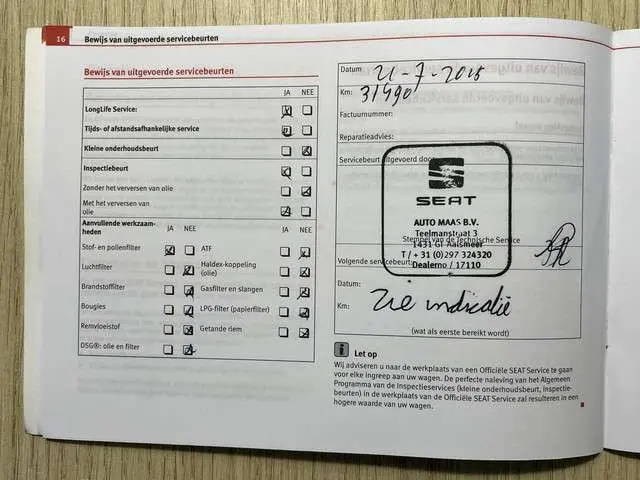 16 Bewijs van uitgevoerde servicebeurten
Bewijs van uitgevoerde servicebeurten
JA NEE
LongLife Service:
Tijds- of afstandsafhankelijke service
Kleine onderhoudsbeurt
Inspectiebeurt
Zonder het verversen van olie
Met het verversen van
olie
Aanvullende werkzaam-
heden
JA NEE JA NEE
Stof- en pollenfilter ATF
Luchtfilter Haldex-koppeling
(olie)
Brandstoffilter Gasfilter en slangen
Bougies LPG-filter (papierfilter)
Remvloeistof Getande riem
DSG®: olie en filter
Datum 21-7-2016
Km: 31990
Factuurnummer:
Reparatieadvies:
Servicebeurt uitgevoerd door:
SEAT
AUTO MAAS B.V.
Teelmanstraat 3
Stempel van de Technische Service
1431 GT Aalsmeer
T / + 31 (0)297 324320
Volgende servicebeurt:
Dealerno / 17110
Datum:
Km: Zie indicatie
(wat als eerste bereikt wordt)
Let op
Wij adviseren u naar de werkplaats van een Officiële SEAT Service te gaan
voor elke ingreep aan uw wagen. De perfecte naleving van het Algemeen
Programma van de Inspectieservices (kleine onderhoudsbeurt, inspectie-
beurten) in de werkplaats van de Officiële SEAT Service zal resulteren in een
hogere waarde van uw wagen.